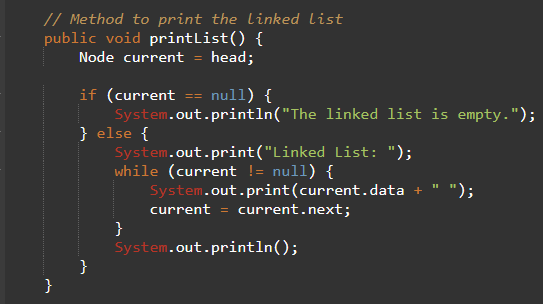 // Method to print the linked list
public void printList() {
    Node current = head;

    if (current == null) {
        System.out.println("The linked list is empty.");
    } else {
        System.out.print("Linked List: ");
        while (current != null) {
            System.out.print(current.data + " ");
            current = current.next;
        }
        System.out.println();
    }
}